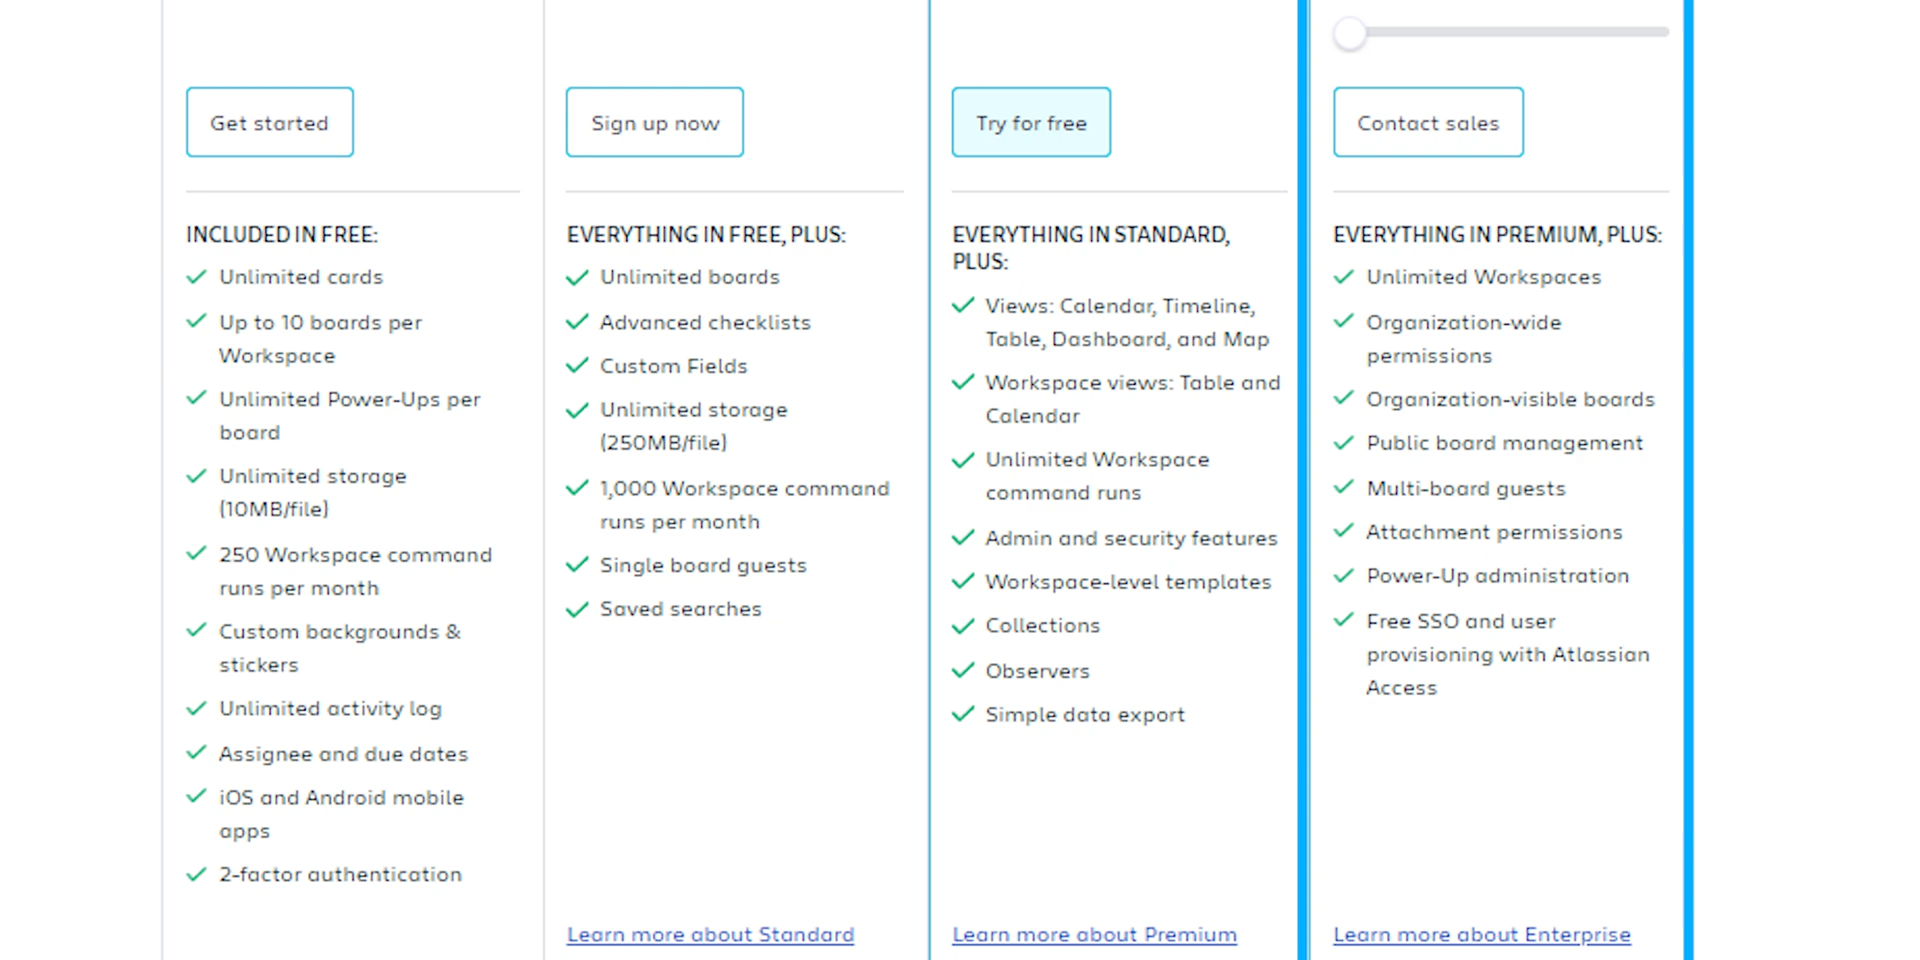 Get started
INCLUDED IN FREE:
Unlimited cards
Up to 10 boards per
Workspace
Unlimited Power-Ups per
board
Unlimited storage
(10MB/file)
250 Workspace command
runs per month
Custom backgrounds &
stickers
Unlimited activity log
Assignee and due dates
iOS and Android mobile
apps
2-factor authentication
Sign up now
EVERYTHING IN FREE, PLUS:
Unlimited boards
Advanced checklists
Custom Fields
Unlimited storage
(250MB/file)
1,000 Workspace command
runs per month
Single board guests
Saved searches
Learn more about Standard
Try for free
EVERYTHING IN STANDARD,
PLUS:
Views: Calendar, Timeline,
Table, Dashboard, and Map
Workspace views: Table and
Calendar
Unlimited Workspace
command runs
Admin and security features
Workspace-level templates
Collections
Observers
Simple data export
Learn more about Premium
Contact sales
EVERYTHING IN PREMIUM, PLUS:
Unlimited Workspaces
Organization-wide
permissions
Organization-visible boards
Public board management
Multi-board guests
Attachment permissions
Power-Up administration
Free SSO and user
provisioning with Atlassian
Access
Learn more about Enterprise